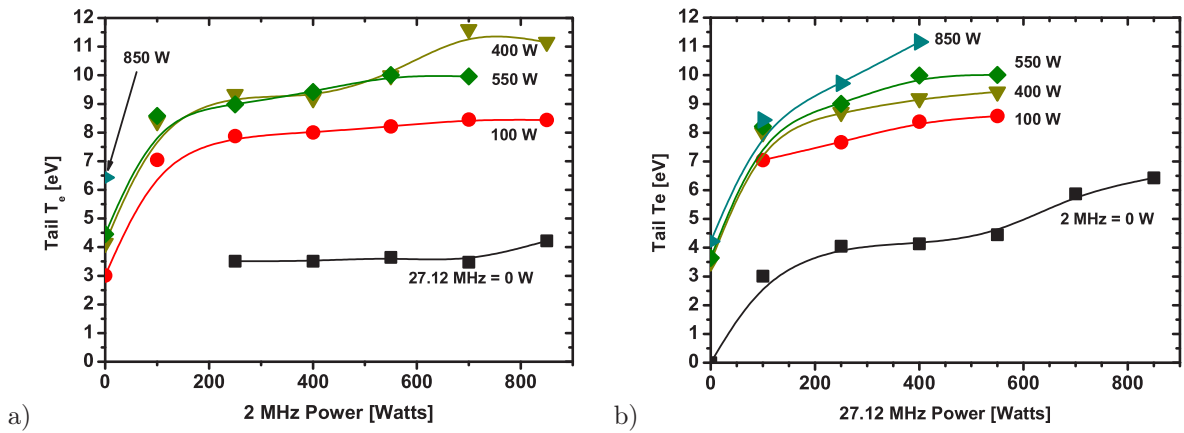 12
11
10
9
8
7
6
5
4
3
2
1
0
Tail Te [eV]
850 W
400 W
550 W
100 W
27.12 MHz = 0 W
0 200 400 600 800
2 MHz Power [Watts]
a)
12
11
10
9
8
7
6
5
4
3
2
1
0
Tail Te [eV]
850 W
550 W
400 W
100 W
2 MHz = 0 W
0 200 400 600 800
27.12 MHz Power [Watts]
b)